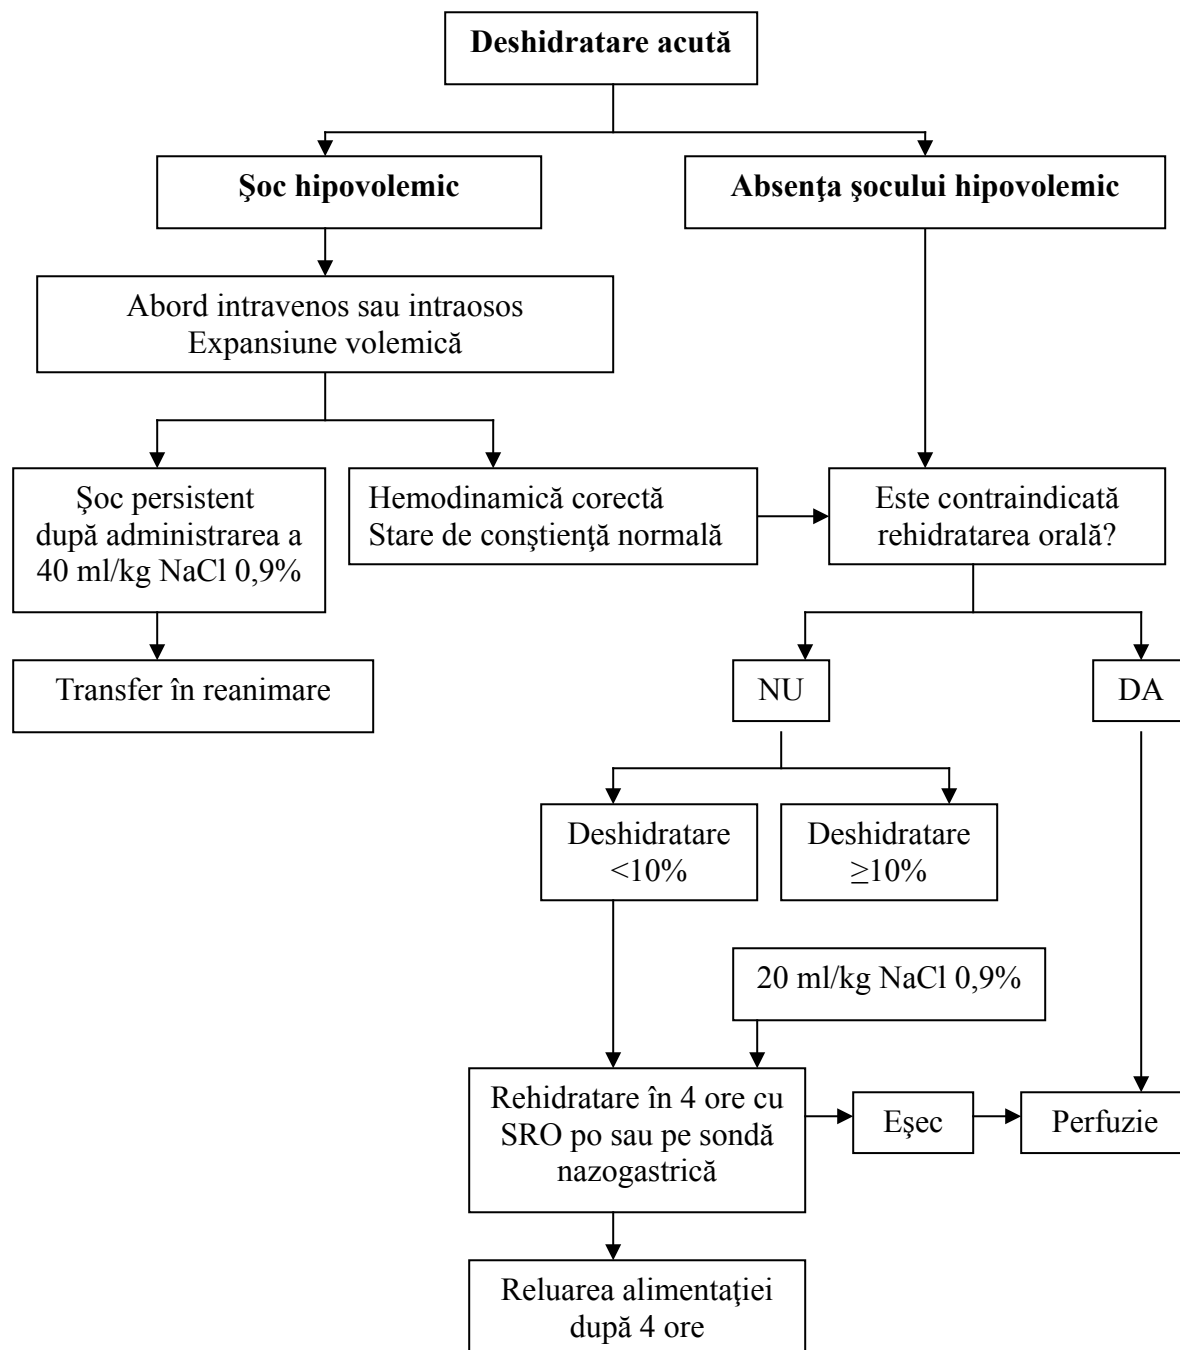 Deshidratare acută
Şoc hipovolemic
Absenţa şocului hipovolemic
Abord intravenos sau intraosos
Expansiune volemică
Şoc persistent
după administrarea a
40 ml/kg NaCl 0,9%
Hemodinamică corectă
Stare de conştienţă normală
Este contraindicată
rehidratarea orală?
Transfer în reanimare
NU
DA
Deshidratare
<10%
Deshidratare
≥10%
20 ml/kg NaCl 0,9%
Rehidratare în 4 ore cu
SRO po sau pe sondă
nazogastrică
Eşec
Perfuzie
Reluarea alimentaţiei
după 4 ore